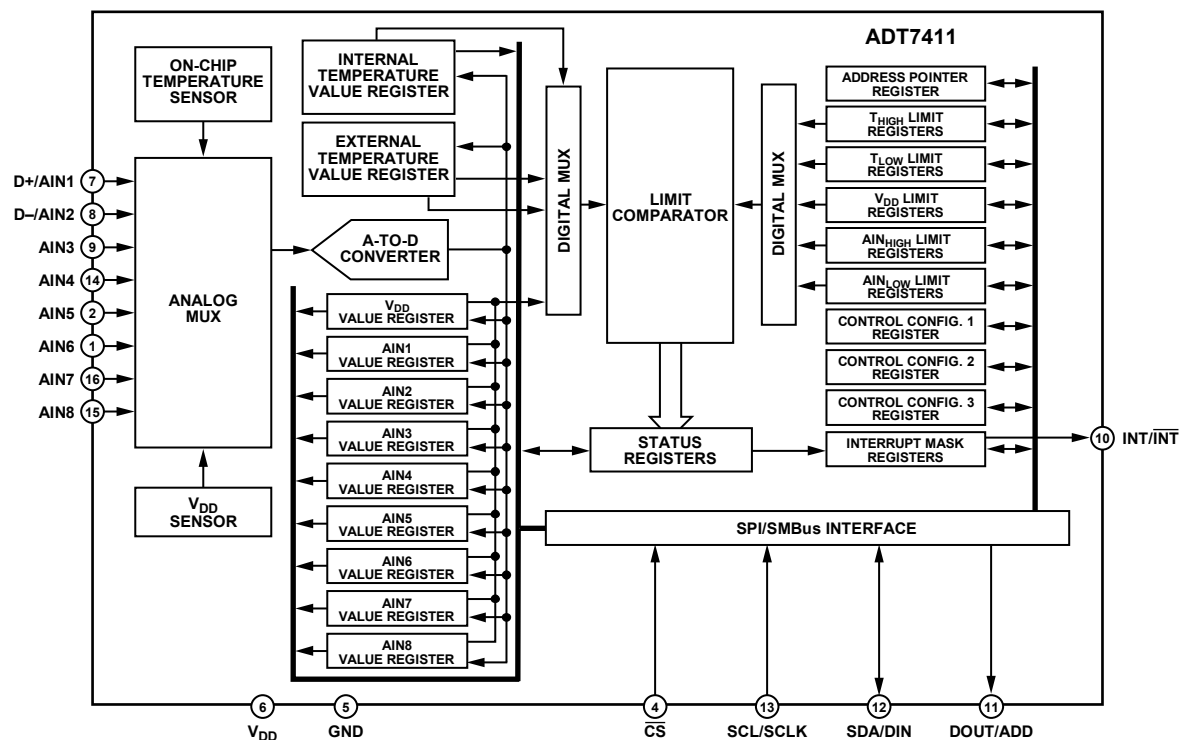 ADT7411
ON-CHIP
TEMPERATURE
SENSOR
INTERNAL
TEMPERATURE
VALUE REGISTER
EXTERNAL
TEMPERATURE
VALUE REGISTER
A-TO-D
CONVERTER
ANALOG
MUX
VDD
SENSOR
D+/AIN1 7
D–/AIN2 8
AIN3 9
AIN4 14
AIN5 2
AIN6 1
AIN7 16
AIN8 15
VDD
VALUE REGISTER
AIN1
VALUE REGISTER
AIN2
VALUE REGISTER
AIN3
VALUE REGISTER
AIN4
VALUE REGISTER
AIN5
VALUE REGISTER
AIN6
VALUE REGISTER
AIN7
VALUE REGISTER
AIN8
VALUE REGISTER
DIGITAL MUX
LIMIT
COMPARATOR
DIGITAL MUX
ADDRESS POINTER
REGISTER
THIGH LIMIT
REGISTERS
TLOW LIMIT
REGISTERS
VDD LIMIT
REGISTERS
AINHIGH LIMIT
REGISTERS
AINLOW LIMIT
REGISTERS
CONTROL CONFIG. 1
REGISTER
CONTROL CONFIG. 2
REGISTER
CONTROL CONFIG. 3
REGISTER
STATUS
REGISTERS
INTERRUPT MASK
REGISTERS
10 INT/I̅N̅T̅
SPI/SMBus INTERFACE
6
VDD
5
GND
4
C̅S̅
13
SCL/SCLK
12
SDA/DIN
11
DOUT/ADD